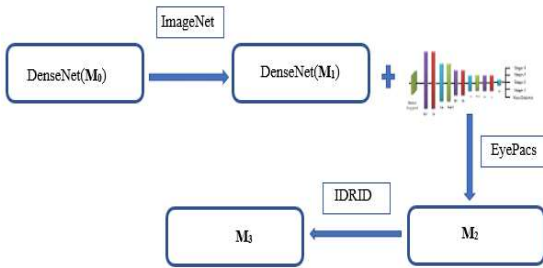 ImageNet
DenseNet(M₀)
DenseNet(M₁)
EyePacs
IDRID
M₃
M₂